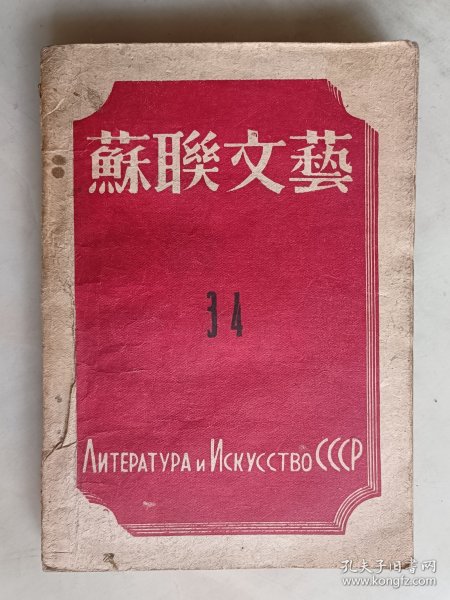 蘇聯文藝
34
Литература и Искусство СССР
孔夫子旧书网
www.kongfz.com